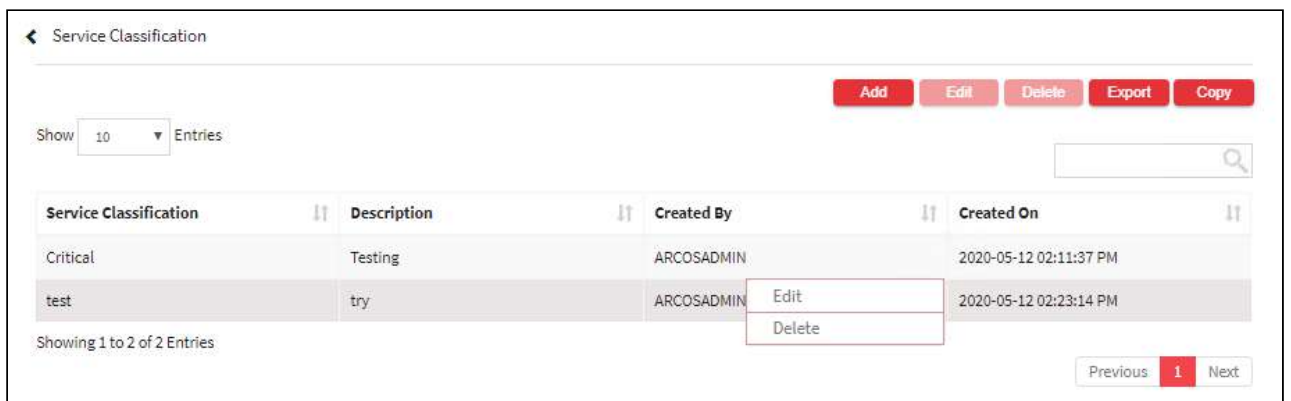 Service Classification
Add Edit Delete Export Copy
Show 10 Entries
Service Classification Description Created By Created On
Critical Testing ARCOSADMIN 2020-05-12 02:11:37 PM
test try ARCOSADMIN Edit 2020-05-12 02:23:14 PM
Delete
Showing 1 to 2 of 2 Entries
Previous 1 Next